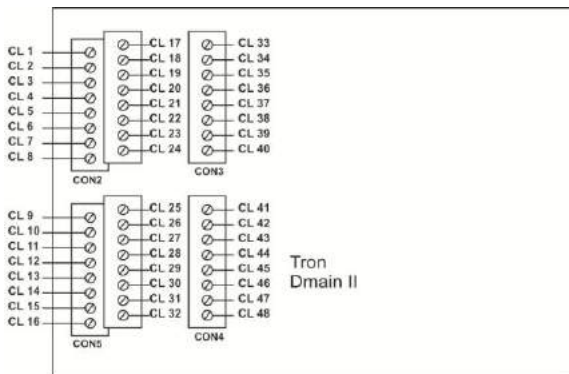 CL 1
CL 2
CL 3
CL 4
CL 5
CL 6
CL 7
CL 8
CL 17
CL 18
CL 19
CL 20
CL 21
CL 22
CL 23
CL 24
CON2
CL 33
CL 34
CL 35
CL 36
CL 37
CL 38
CL 39
CL 40
CON3
CL 9
CL 10
CL 11
CL 12
CL 13
CL 14
CL 15
CL 16
CL 25
CL 26
CL 27
CL 28
CL 29
CL 30
CL 31
CL 32
CON5
CL 41
CL 42
CL 43
CL 44
CL 45
CL 46
CL 47
CL 48
CON4
Tron
Dmain II